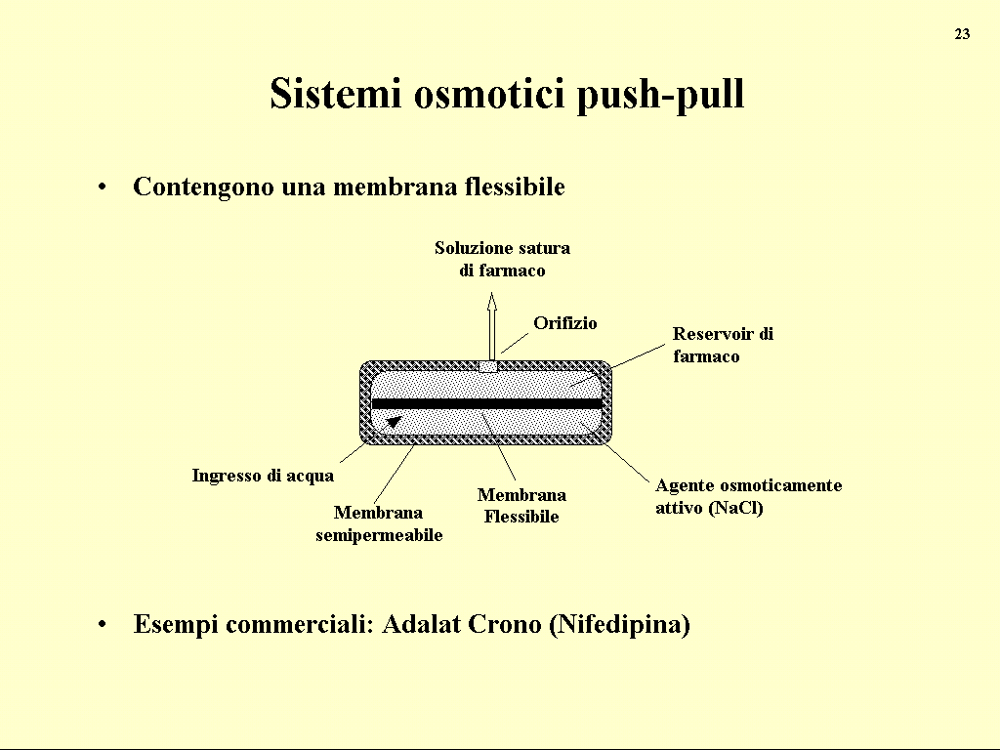 23
Sistemi osmotici push-pull
• Contengono una membrana flessibile
Soluzione satura
di farmaco
Orifizio
Reservoir di
farmaco
Ingresso di acqua
Membrana
semipermeabile
Membrana
Flessibile
Agente osmoticamente
attivo (NaCl)
• Esempi commerciali: Adalat Crono (Nifedipina)